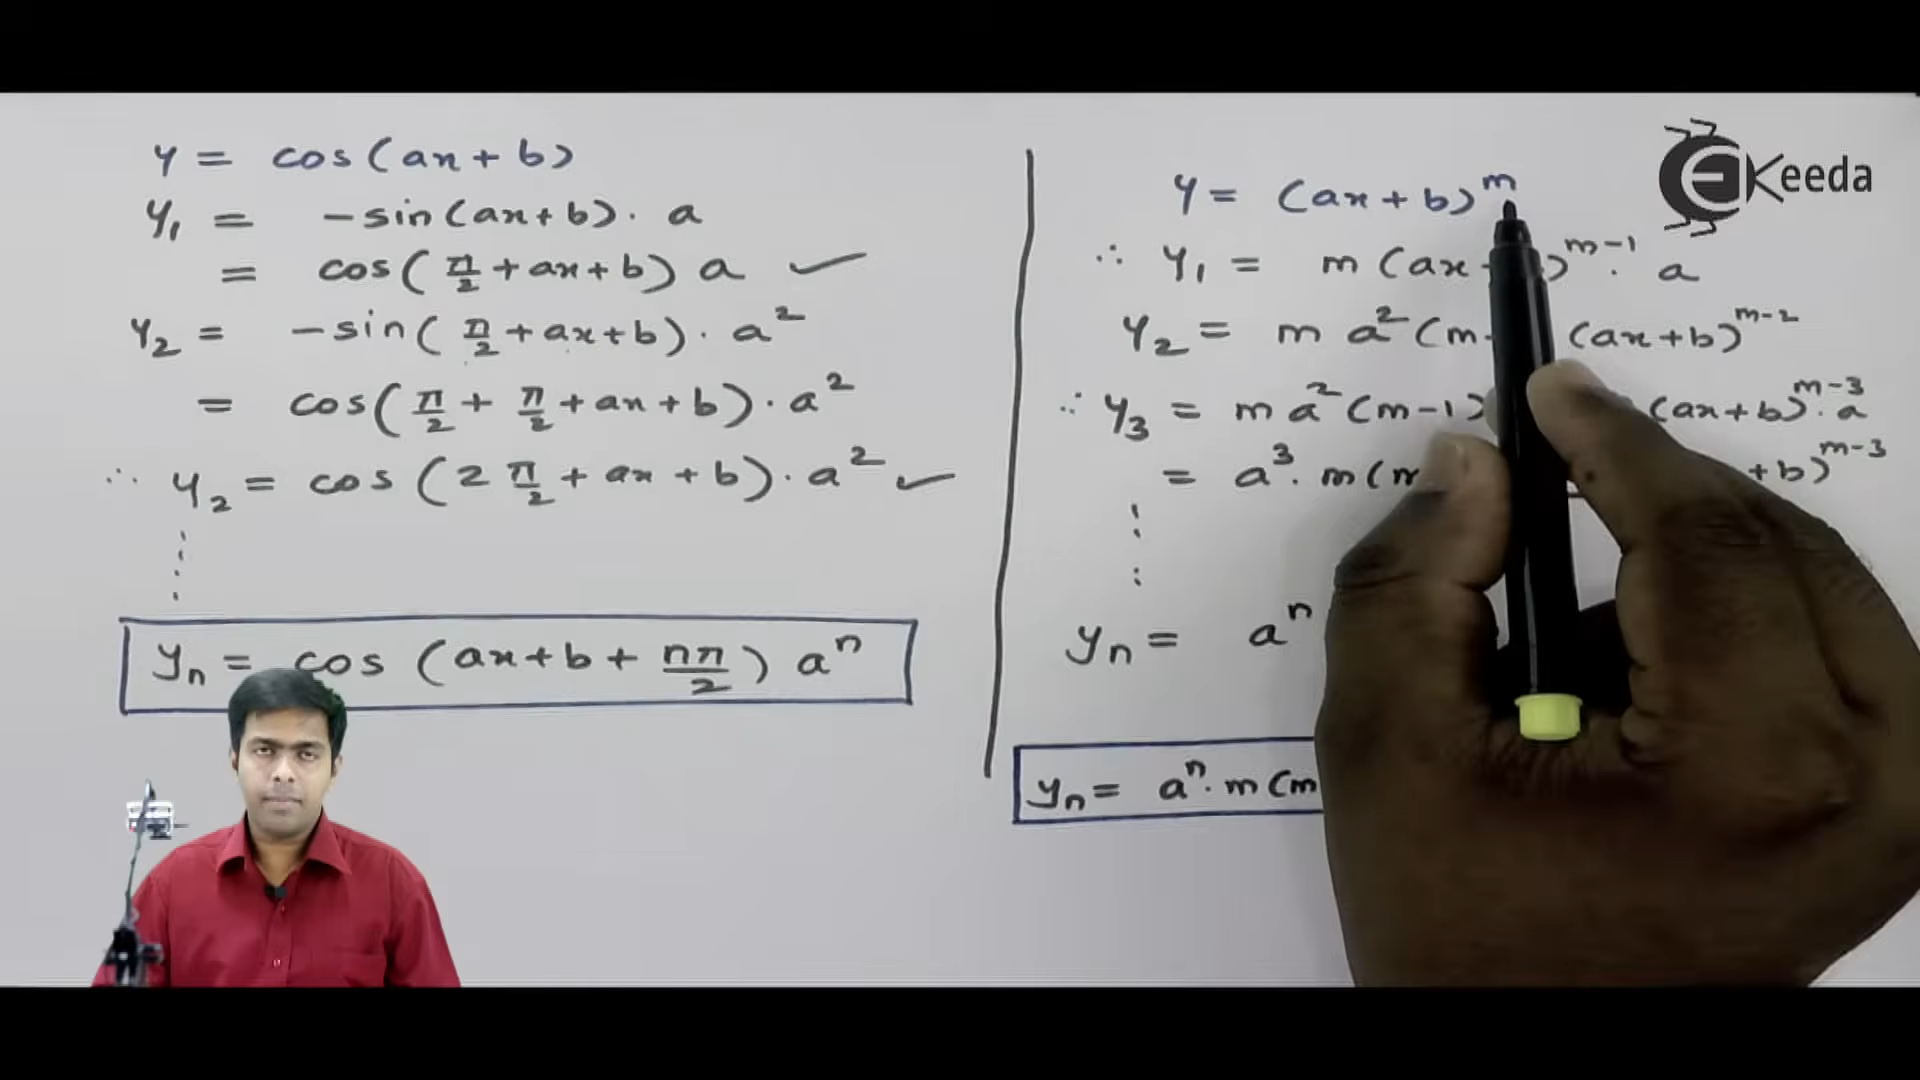 y = cos(ax + b)
y₁ = -sin(ax+b). a
= cos(π/2 + ax+b) a ✓
y₂ = -sin(π/2 + ax+b). a²
= cos(π/2 + π/2 + ax + b). a²
∴ y₂ = cos(2 π/2 + ax + b). a² ✓
yₙ = cos (ax+b + nπ/2) aⁿ
y = (ax + b)ᵐ
∴ y₁ = m (ax )ᵐ⁻¹. a
y₂ = m a² (m- (ax+b)ᵐ⁻²
∴ y₃ = m a² (m-1) (ax+b)ᵐ⁻³. a
= a³. m( +b)ᵐ⁻³
yₙ = aⁿ
yₙ = aⁿ. m (m
EKeeda